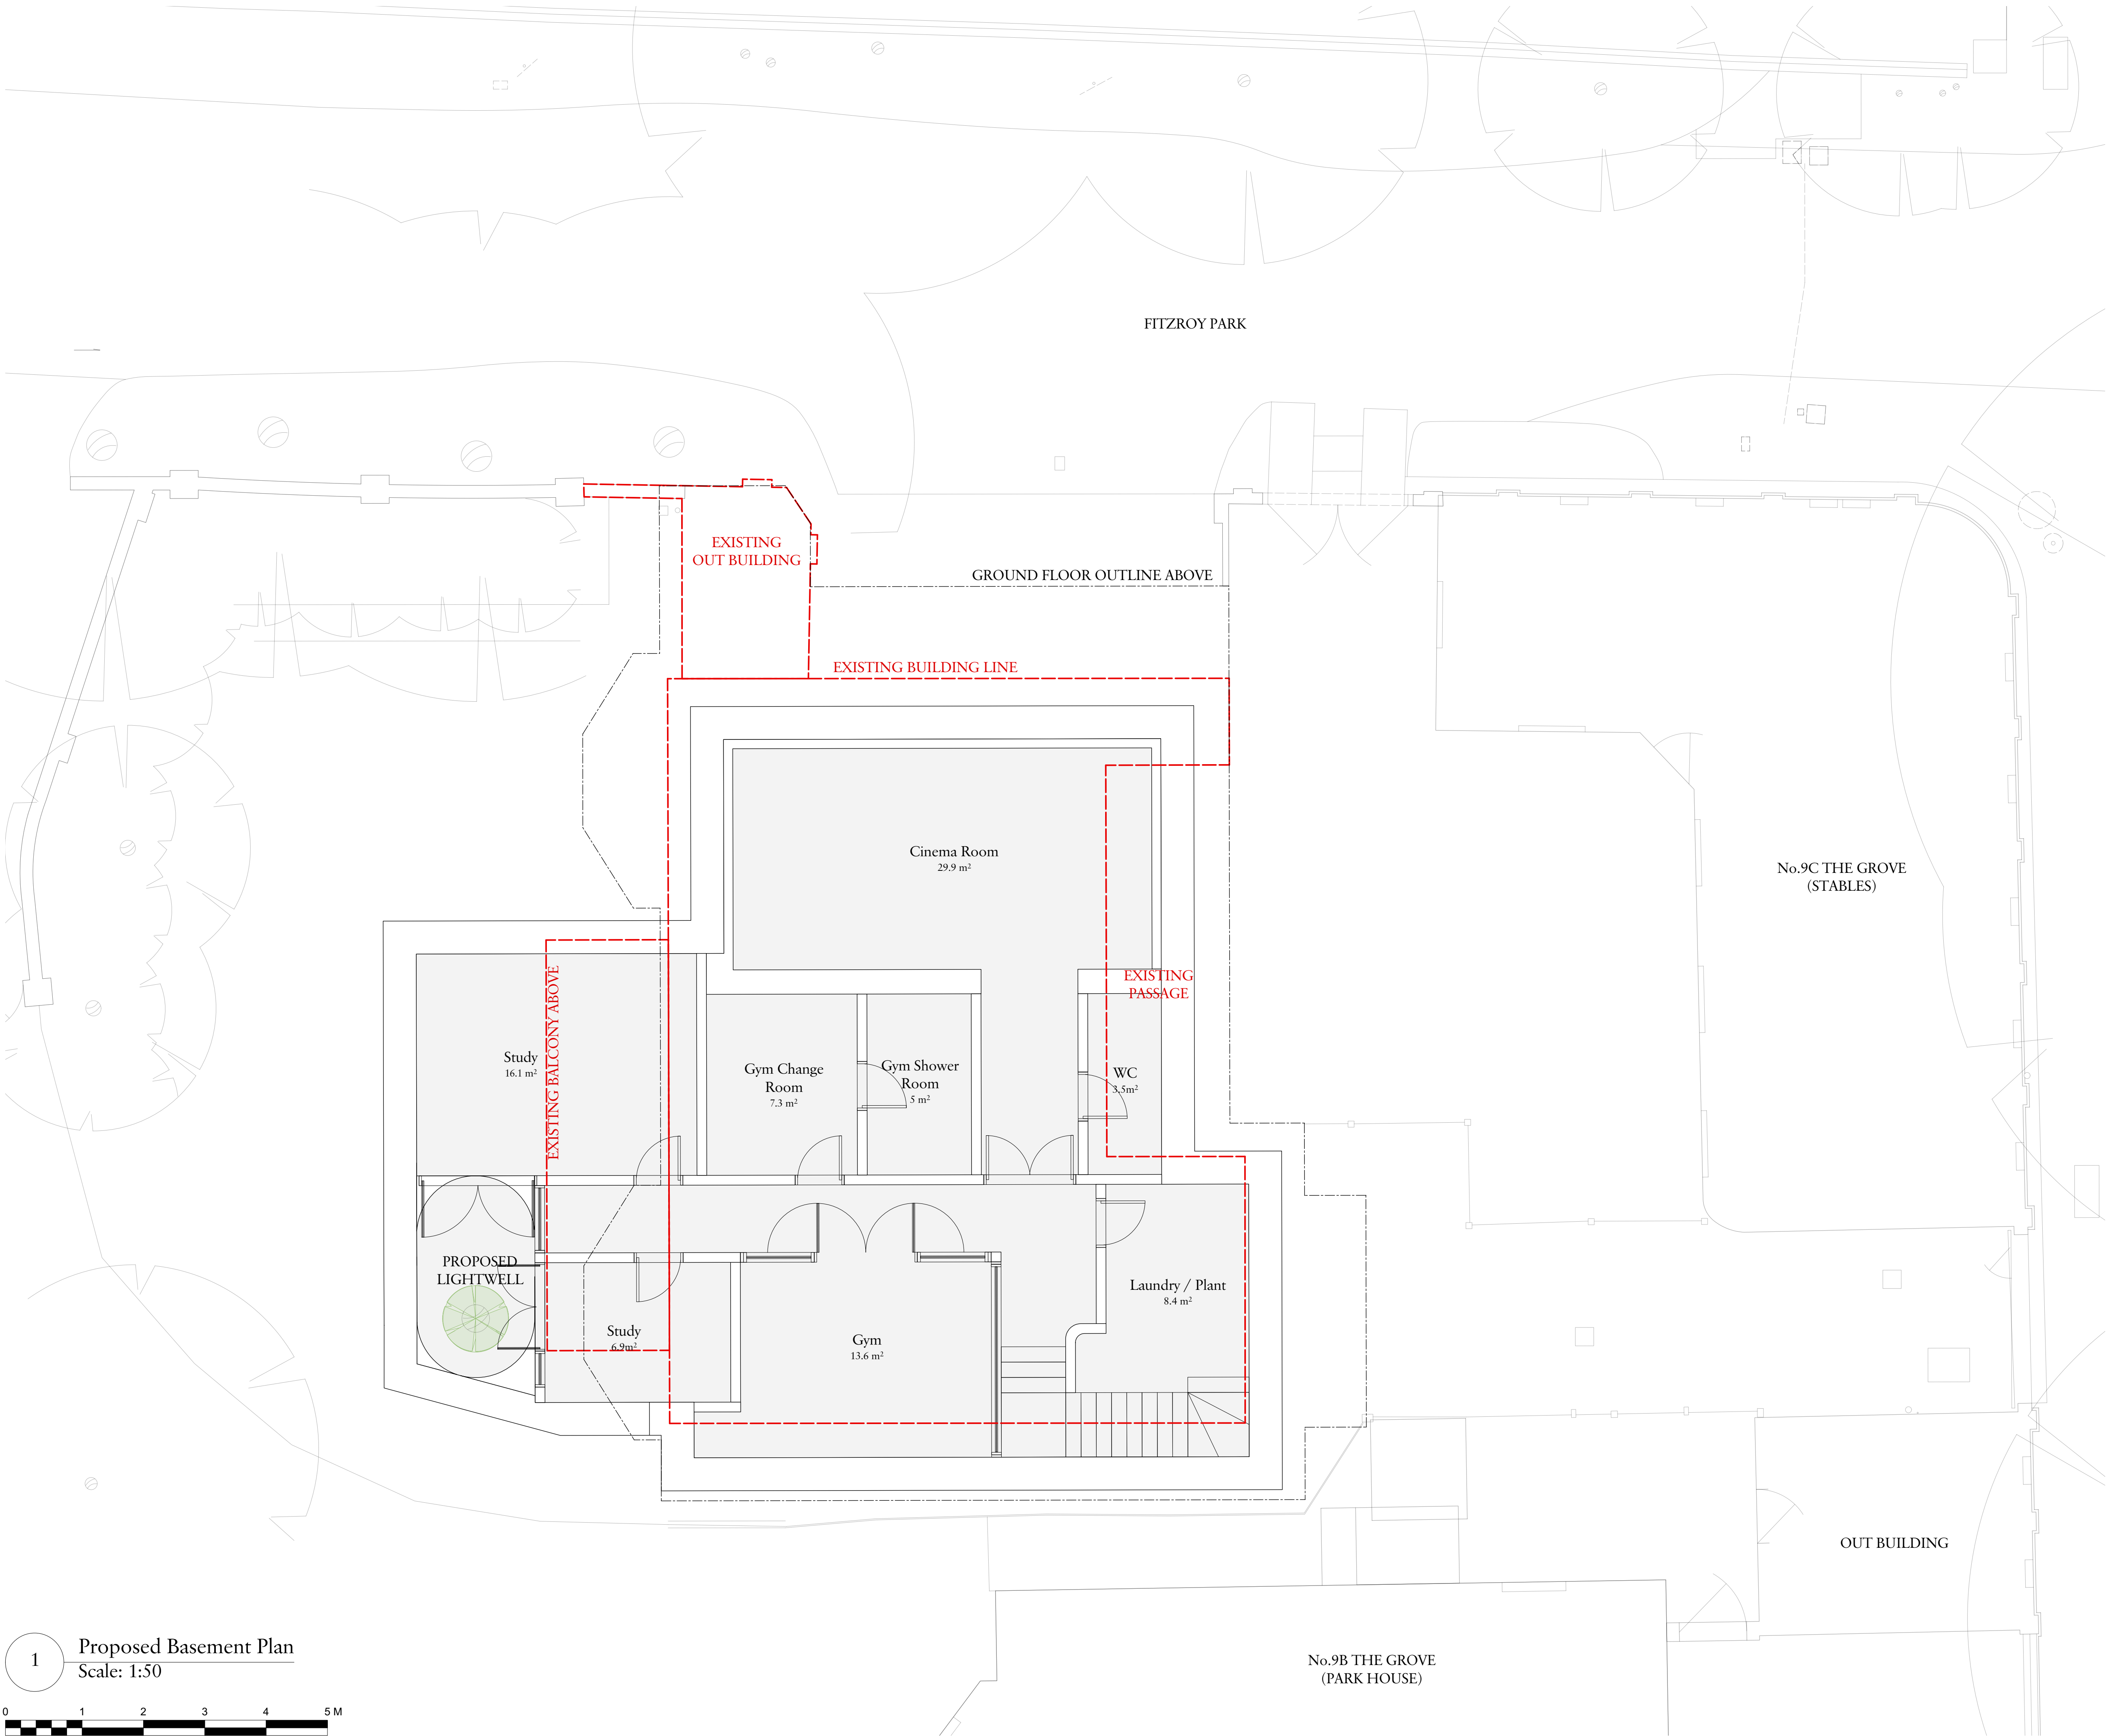 FITZROY PARK
EXISTING
OUT BUILDING
GROUND FLOOR OUTLINE ABOVE
EXISTING BUILDING LINE
Cinema Room
29.9 m²
No.9C THE GROVE
(STABLES)
EXISTING
PASSAGE
EXISTING BALCONY ABOVE
Study
16.1 m²
Gym Change
Room
7.3 m²
Gym Shower
Room
5 m²
WC
3.5m²
PROPOSED
LIGHTWELL
Laundry / Plant
8.4 m²
Study
6.9m²
Gym
13.6 m²
OUT BUILDING
No.9B THE GROVE
(PARK HOUSE)
1
Proposed Basement Plan
Scale: 1:50
0 1 2 3 4 5 M